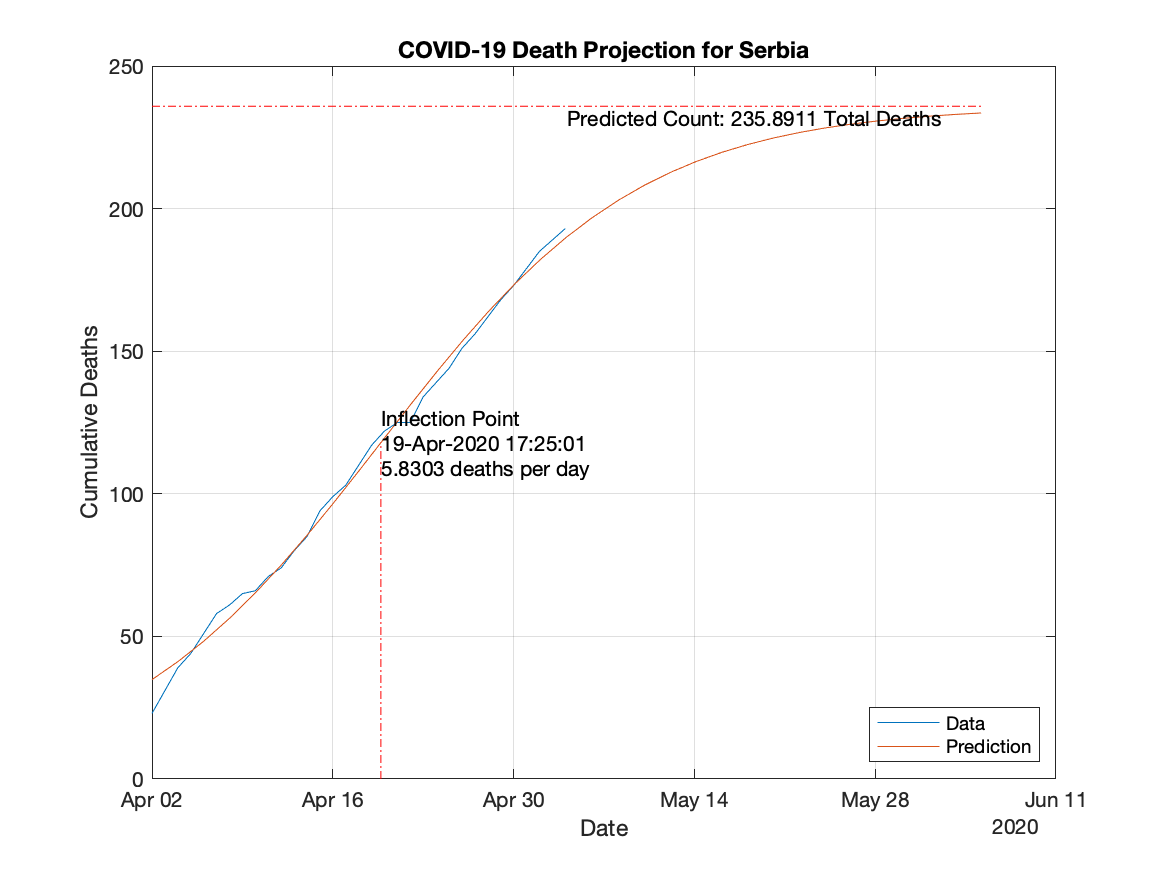 COVID-19 Death Projection for Serbia
250
200
150
100
50
0
Cumulative Deaths
Predicted Count: 235.8911 Total Deaths
Inflection Point
19-Apr-2020 17:25:01
5.8303 deaths per day
Data
Prediction
Apr 02 Apr 16 Apr 30 May 14 May 28 Jun 11
Date
2020